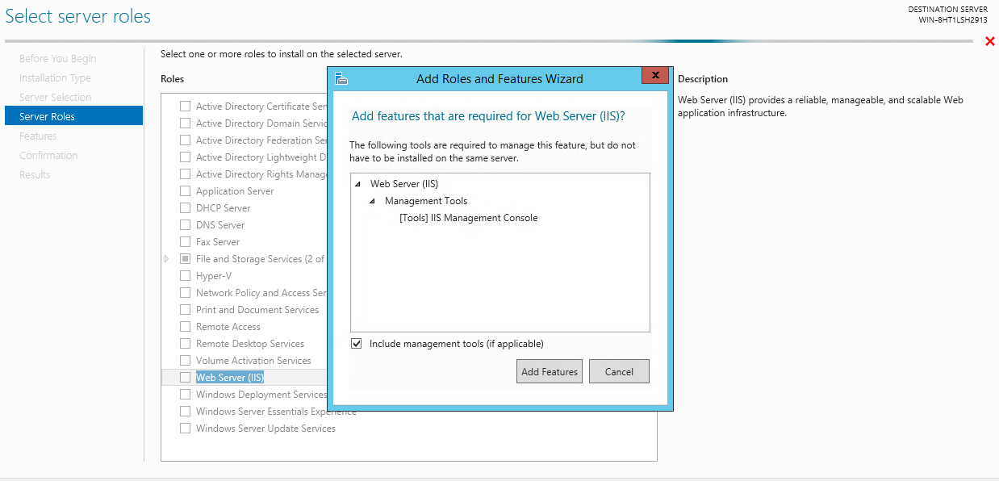 Select server roles
DESTINATION SERVER
WIN-8HT1LSH2913
Before You Begin
Installation Type
Server Selection
Server Roles
Features
Confirmation
Results
Select one or more roles to install on the selected server.
Roles
Active Directory Certificate Ser
Active Directory Domain Servic
Active Directory Federation Ser
Active Directory Lightweight D
Active Directory Rights Manag
Application Server
DHCP Server
DNS Server
Fax Server
File and Storage Services (2 of
Hyper-V
Network Policy and Access Ser
Print and Document Services
Remote Access
Remote Desktop Services
Volume Activation Services
Web Server (IIS)
Windows Deployment Services
Windows Server Essentials Experience
Windows Server Update Services
Add Roles and Features Wizard
x
Add features that are required for Web Server (IIS)?
The following tools are required to manage this feature, but do not
have to be installed on the same server.
Web Server (IIS)
Management Tools
[Tools] IIS Management Console
Include management tools (if applicable)
Add Features
Cancel
Description
Web Server (IIS) provides a reliable, manageable, and scalable Web
application infrastructure.